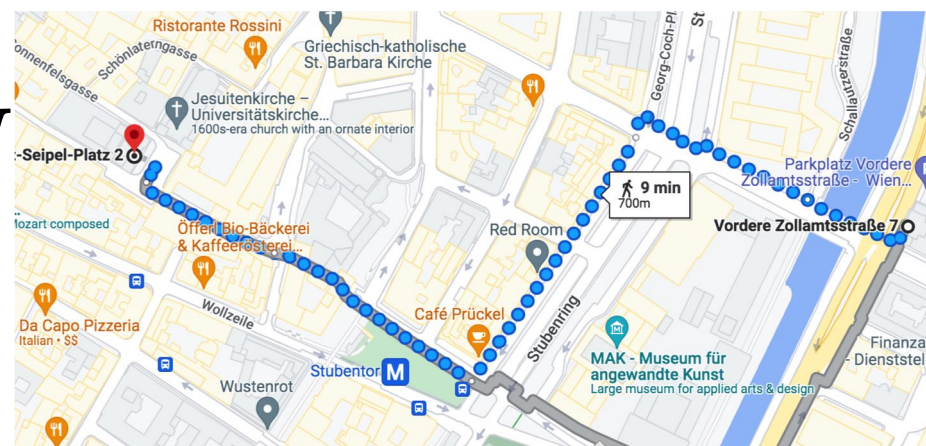 Ristorante Rossini
Griechisch-katholische
St. Barbara Kirche
Schönlaterngasse
onnenfelsgasse
Jesuitenkirche –
Universitätskirche...
1600s-era church with an ornate interior
z-Seipel-Platz 2
Mozart composed
Öfferl Bio-Bäckerei
& Kaffeerösterei...
Wollzeile
Da Capo Pizzeria
Italian • $$
Wustenrot
Stubentor
M
Café Prückel
Red Room
Stubenring
Georg-Coch-Pl
St
9 min
700m
Schallautzerstraße
Parkplatz Vordere
Zollamtsstraße - Wien...
Vordere Zollamtsstraße 7
MAK - Museum für
angewandte Kunst
Large museum for applied arts & design
Finanza
- Dienststel